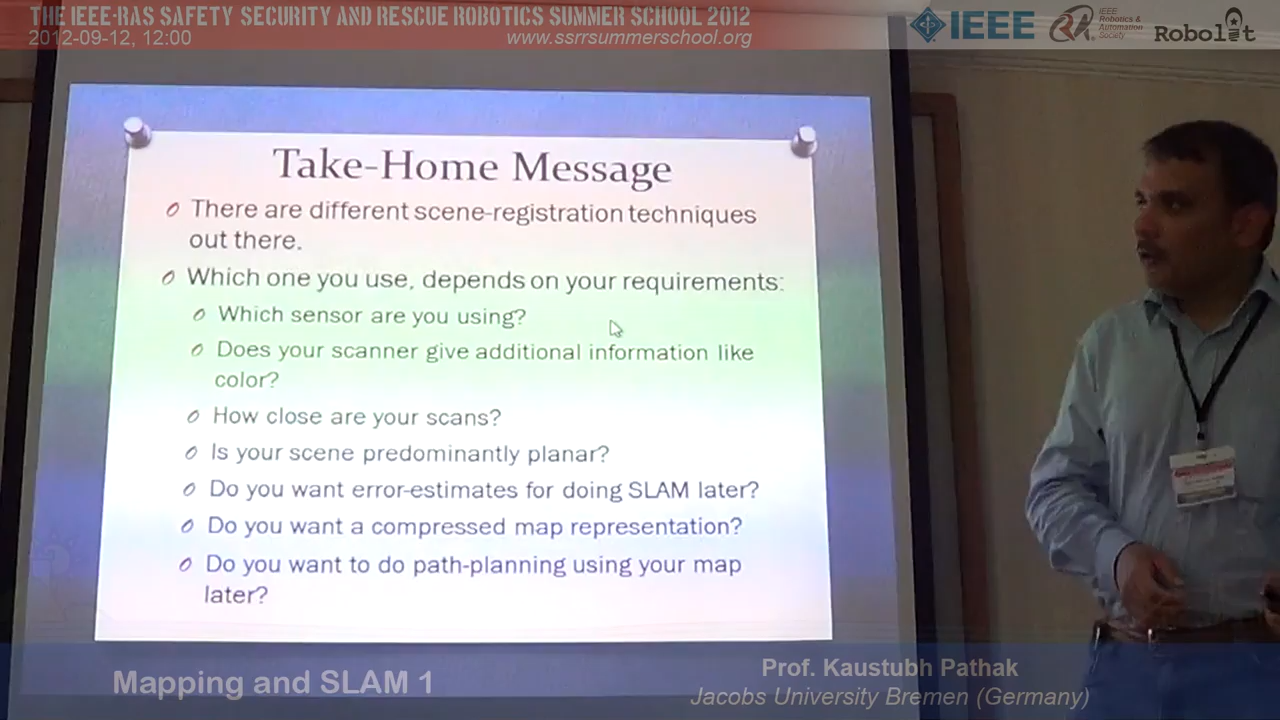 THE IEEE-RAS SAFETY SECURITY AND RESCUE ROBOTICS SUMMER SCHOOL 2012
2012-09-12, 12:00
www.ssrrsummerschool.org
IEEE
IEEE
Robotics &
Automation
Society
Robolit
Take-Home Message
There are different scene-registration techniques
out there.
Which one you use, depends on your requirements:
Which sensor are you using?
Does your scanner give additional information like
color?
How close are your scans?
Is your scene predominantly planar?
Do you want error-estimates for doing SLAM later?
Do you want a compressed map representation?
Do you want to do path-planning using your map
later?
Mapping and SLAM 1
Prof. Kaustubh Pathak
Jacobs University Bremen (Germany)